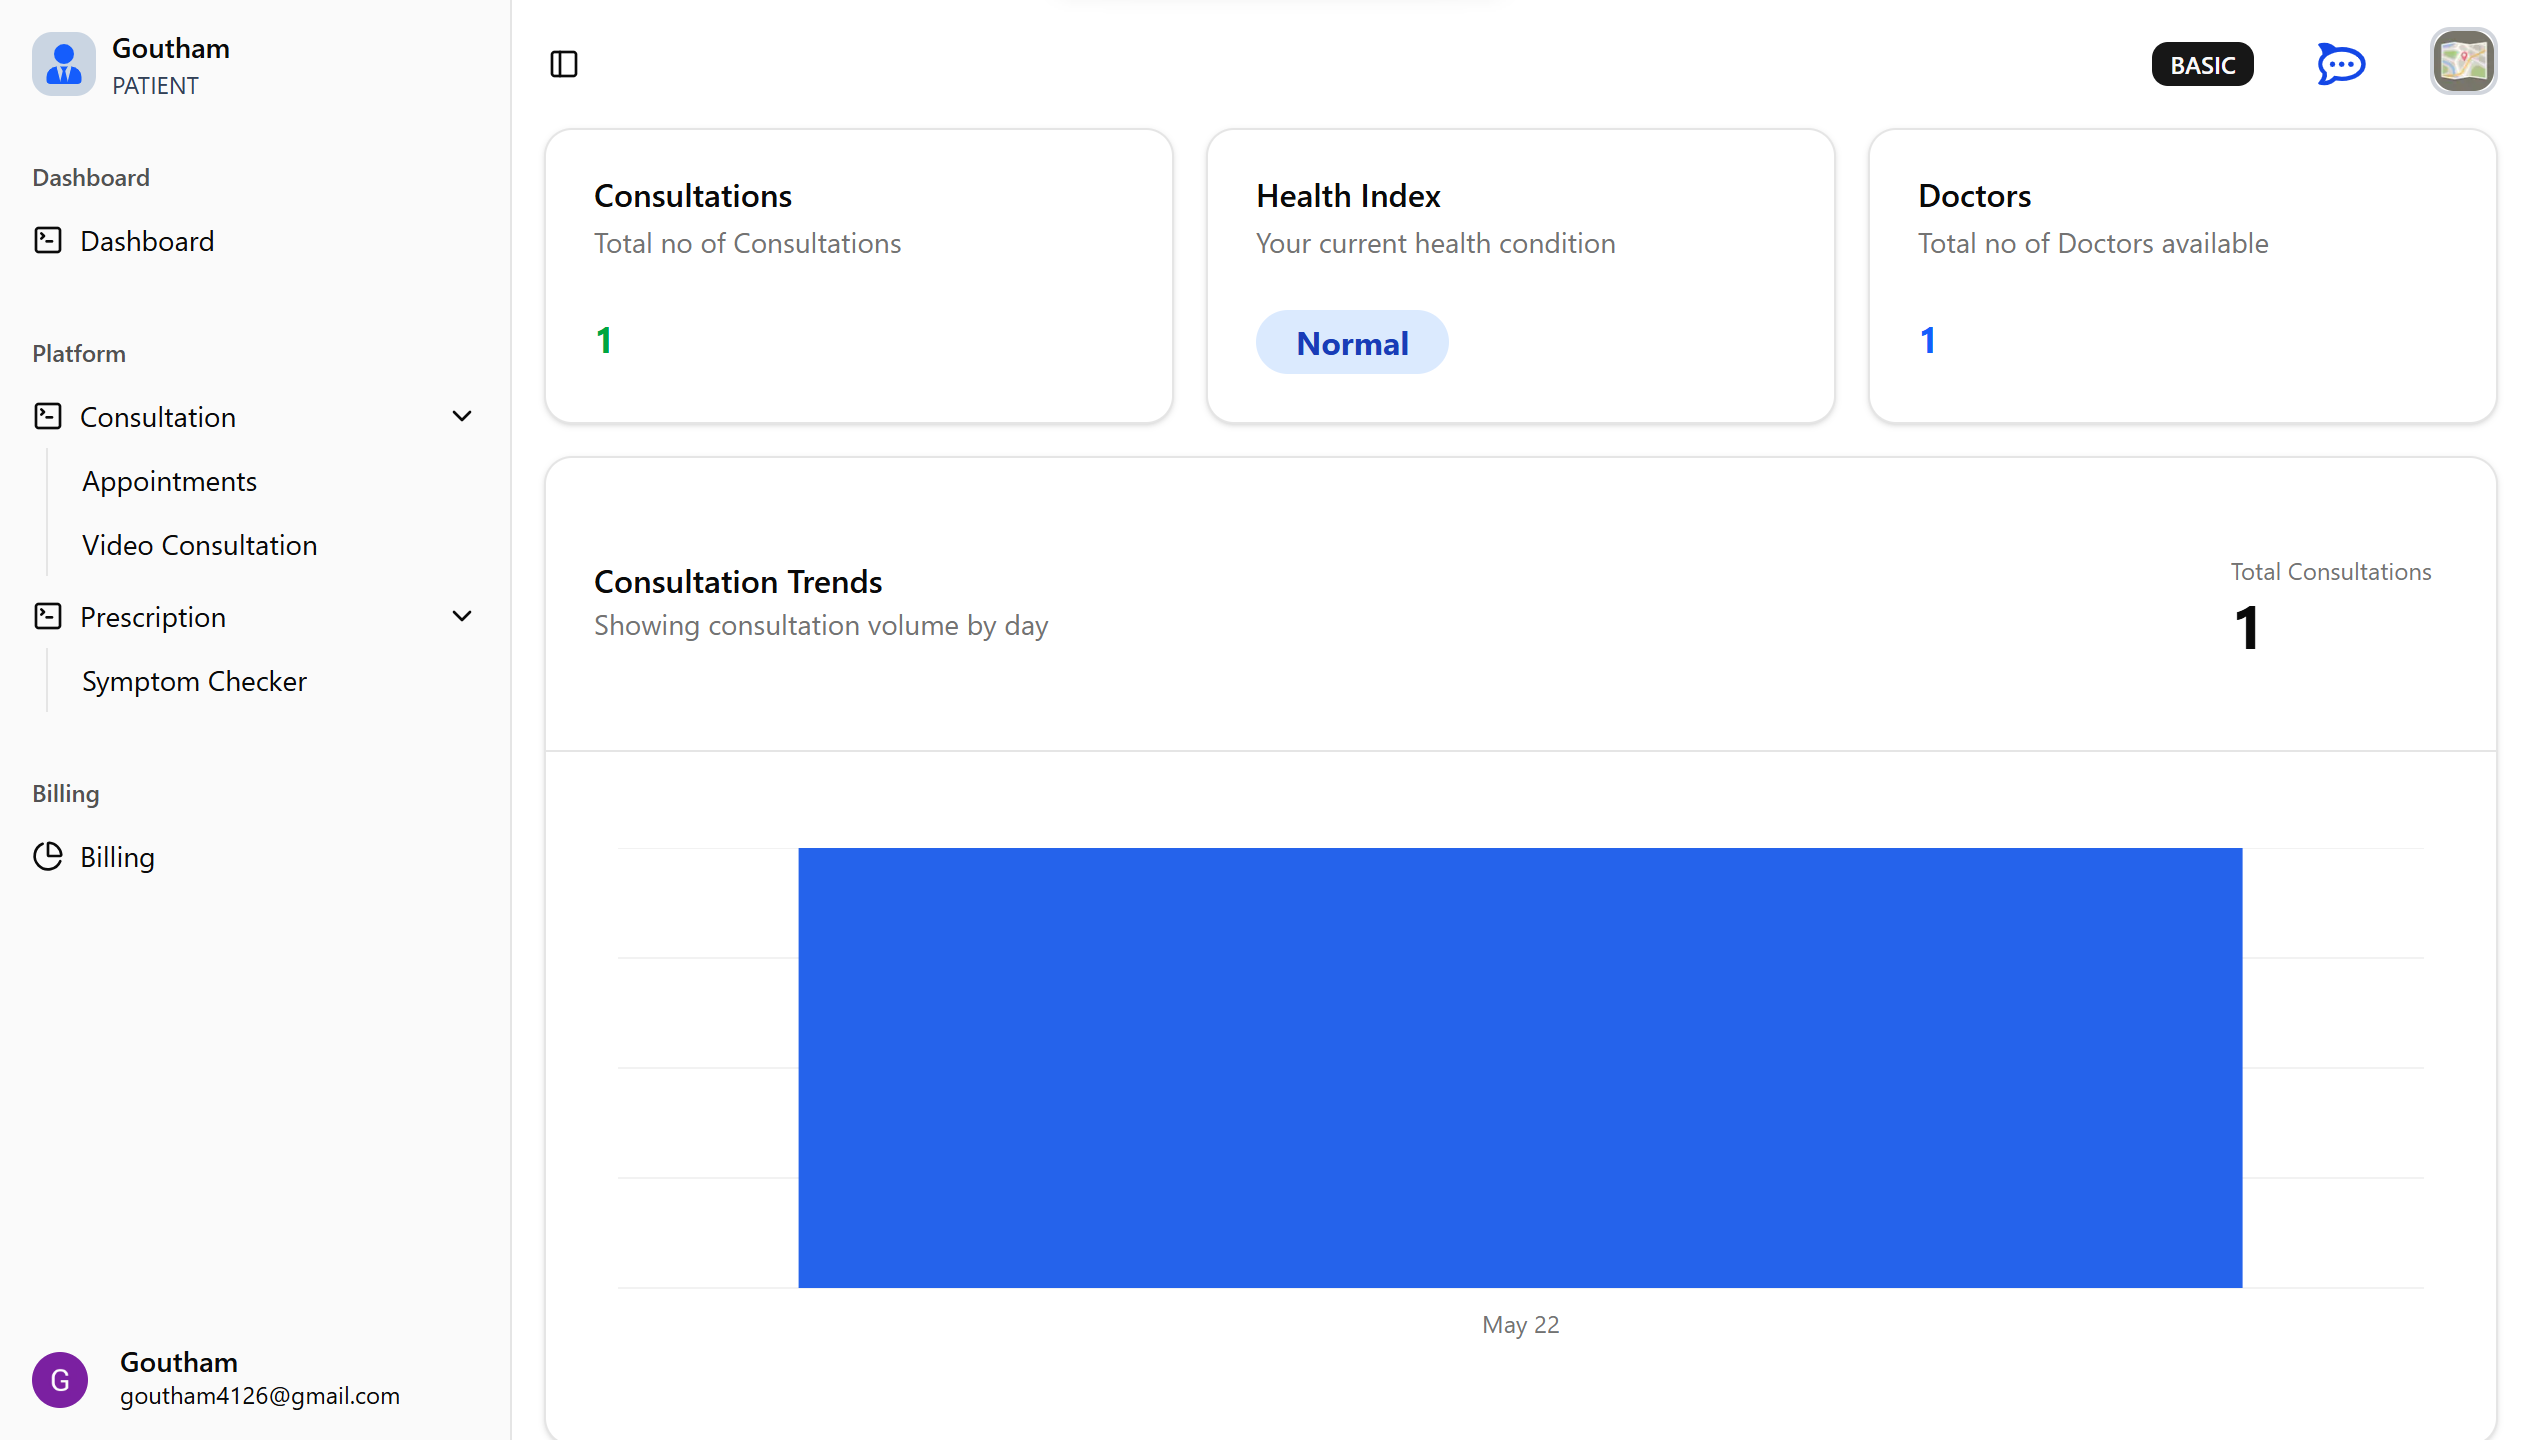 Goutham
PATIENT
Dashboard
Dashboard
Platform
Consultation
Appointments
Video Consultation
Prescription
Symptom Checker
Billing
Billing
G
Goutham
goutham4126@gmail.com
BASIC
Consultations
Total no of Consultations
1
Health Index
Your current health condition
Normal
Doctors
Total no of Doctors available
1
Consultation Trends
Showing consultation volume by day
Total Consultations
1
May 22